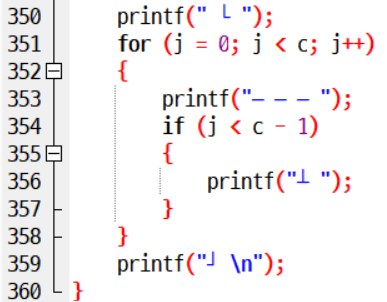 350 printf(" └ ");
351 for (j = 0; j < c; j++)
352 {
353 printf("─ ─ ─ ");
354 if (j < c - 1)
355 {
356 printf("┴ ");
357 }
358 }
359 printf("┘ \n");
360 }